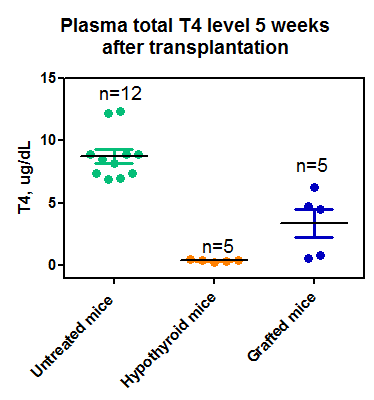 Plasma total T4 level 5 weeks
after transplantation
T4, ug/dL
15
10
5
0
n=12
n=5
n=5
Untreated mice
Hypothyroid mice
Grafted mice